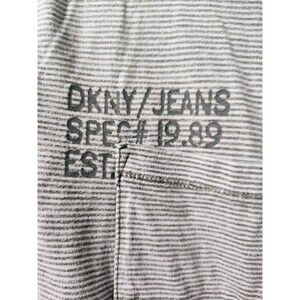 DKNY/JEANS
SPEC# 19.89
EST.